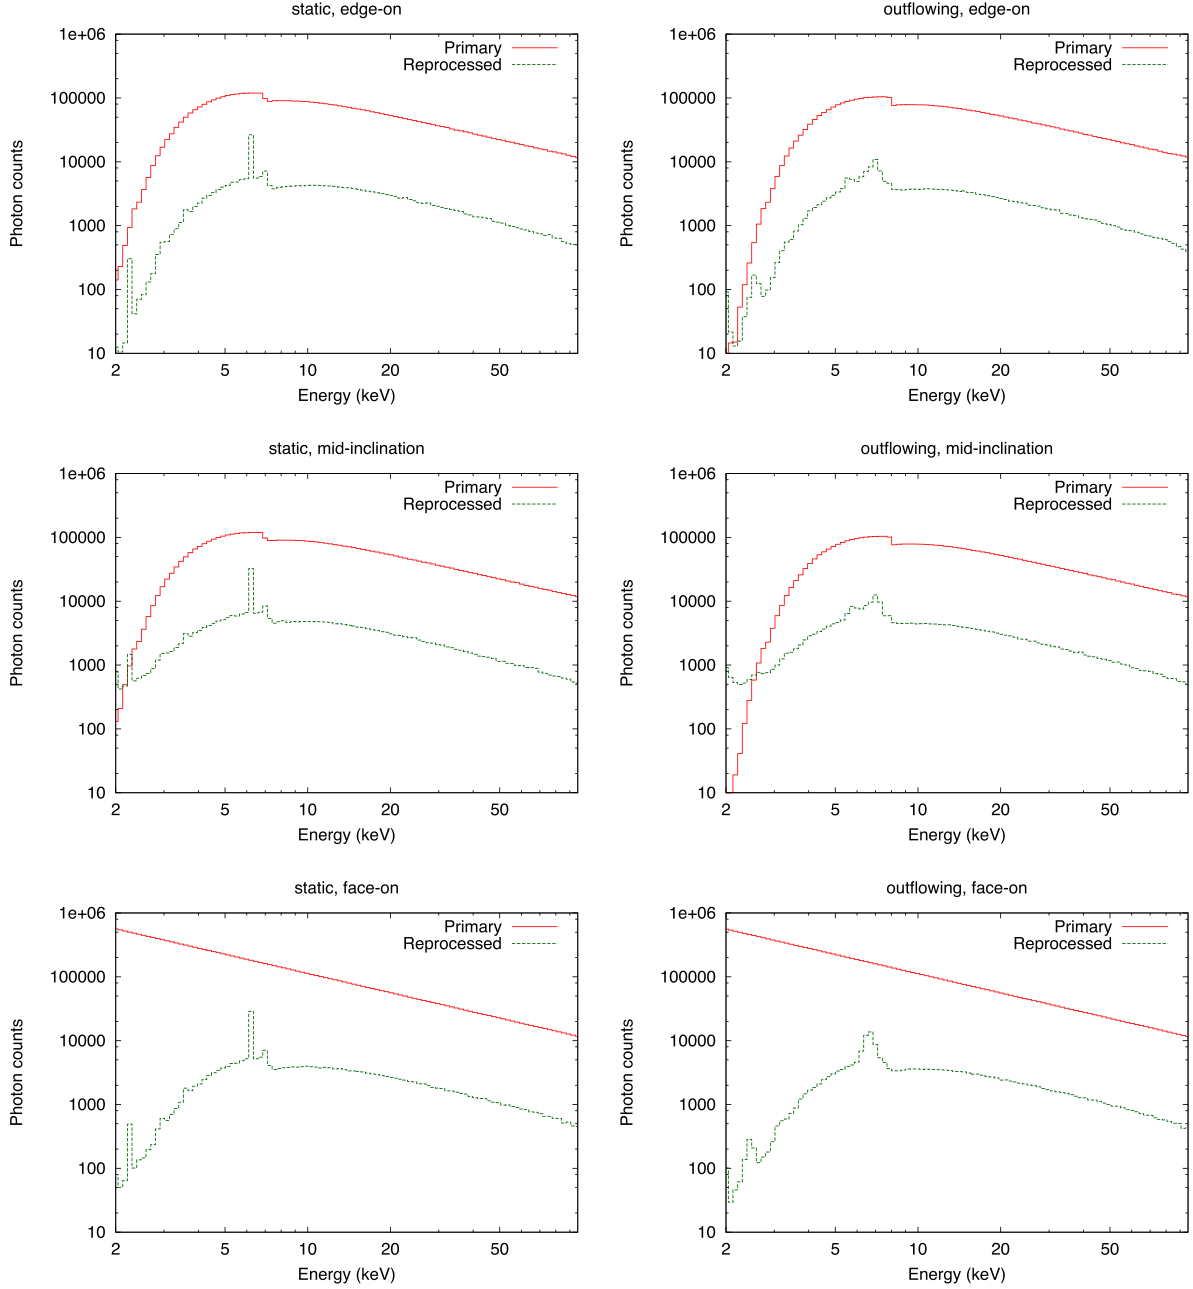 static, edge-on
1e+06
100000
10000
1000
100
10
Photon counts
Primary
Reprocessed
2 5 10 20 50
Energy (keV)
outflowing, edge-on
1e+06
100000
10000
1000
100
10
Photon counts
Primary
Reprocessed
2 5 10 20 50
Energy (keV)
static, mid-inclination
1e+06
100000
10000
1000
100
10
Photon counts
Primary
Reprocessed
2 5 10 20 50
Energy (keV)
outflowing, mid-inclination
1e+06
100000
10000
1000
100
10
Photon counts
Primary
Reprocessed
2 5 10 20 50
Energy (keV)
static, face-on
1e+06
100000
10000
1000
100
10
Photon counts
Primary
Reprocessed
2 5 10 20 50
Energy (keV)
outflowing, face-on
1e+06
100000
10000
1000
100
10
Photon counts
Primary
Reprocessed
2 5 10 20 50
Energy (keV)